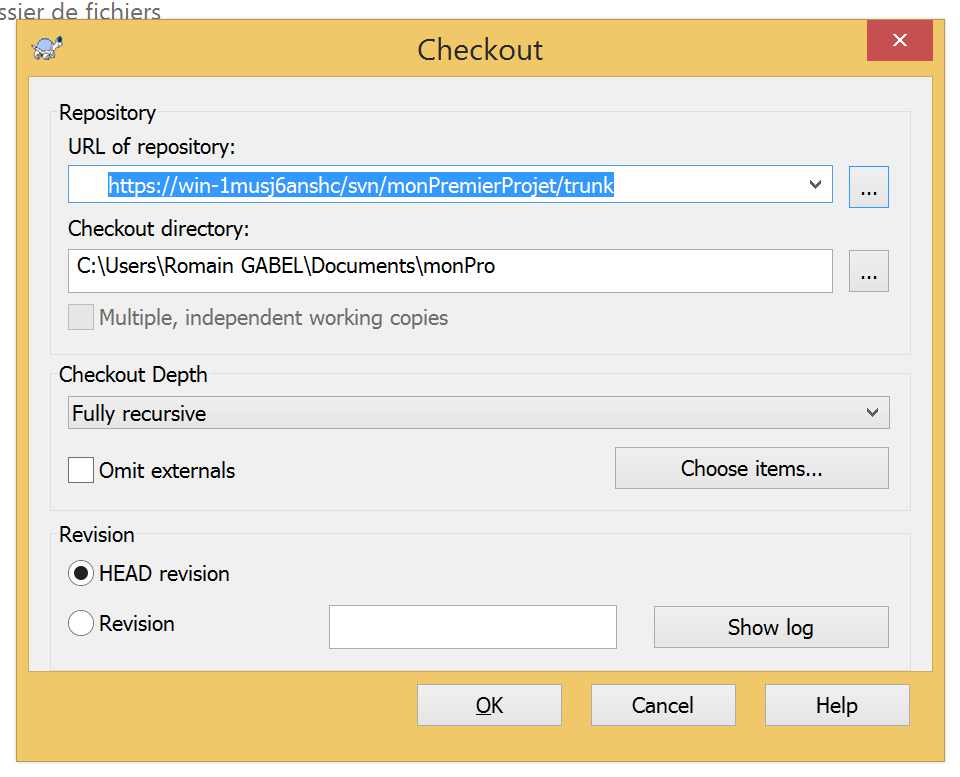 ssier de fichiers
Checkout
Repository
URL of repository:
https://win-1musj6anshc/svn/monPremierProjet/trunk
...
Checkout directory:
C:\Users\Romain GABEL\Documents\monPro
...
Multiple, independent working copies
Checkout Depth
Fully recursive
Omit externals
Choose items...
Revision
HEAD revision
Revision
Show log
OK
Cancel
Help